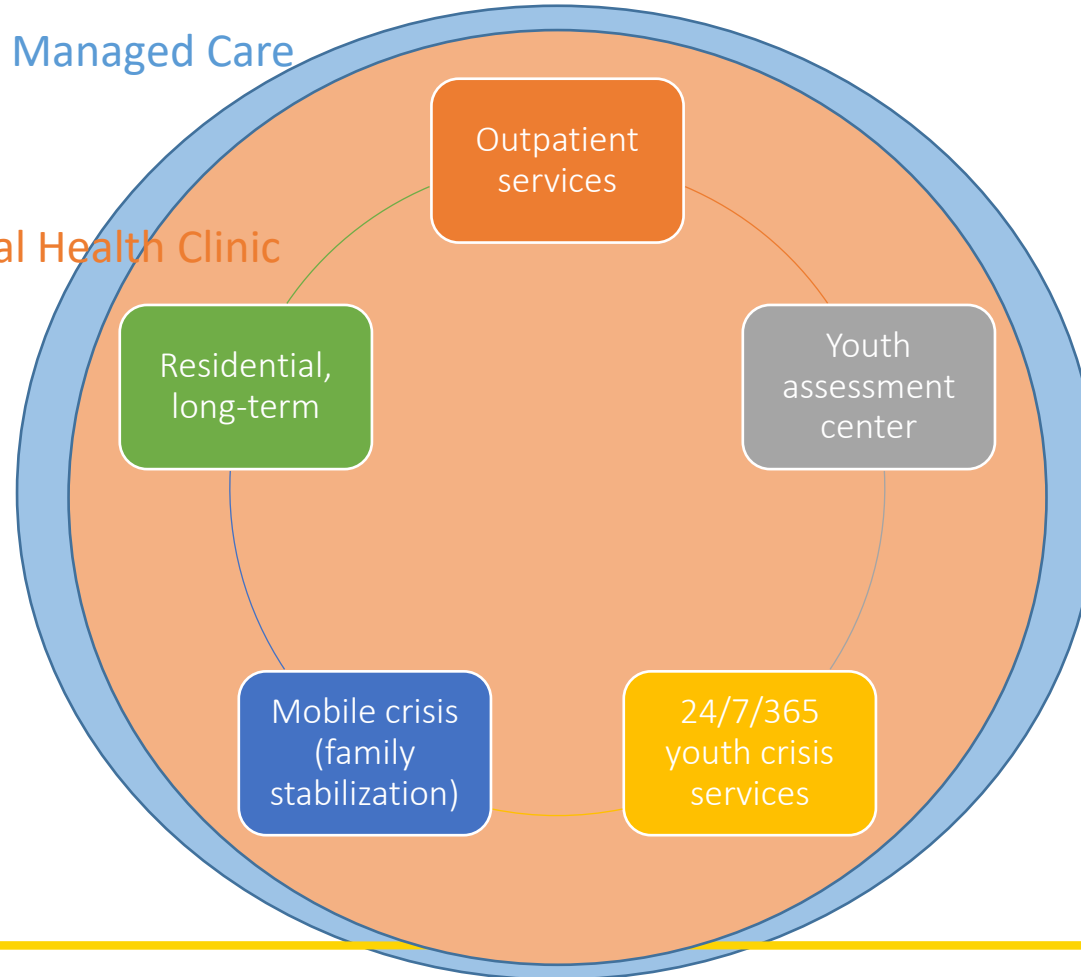 Managed Care
Outpatient
services
al Health Clinic
Residential,
long-term
Youth
assessment
center
Mobile crisis
(family
stabilization)
24/7/365
youth crisis
services